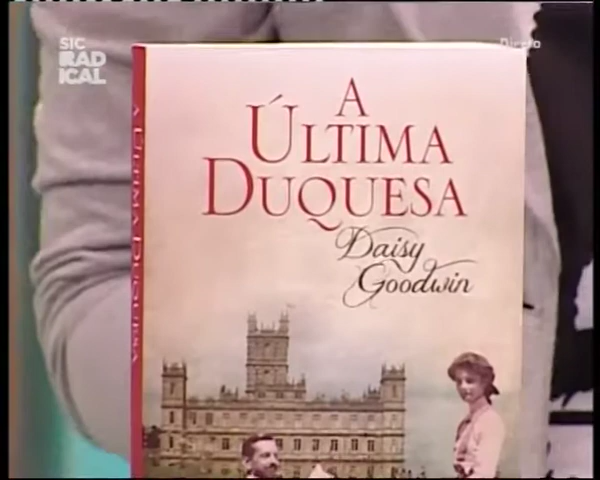 SIC
RAD
ICAL
Direto
A
ÚLTIMA
DUQUESA
Daisy
Goodwin
A ÚLTIMA DUQUESA